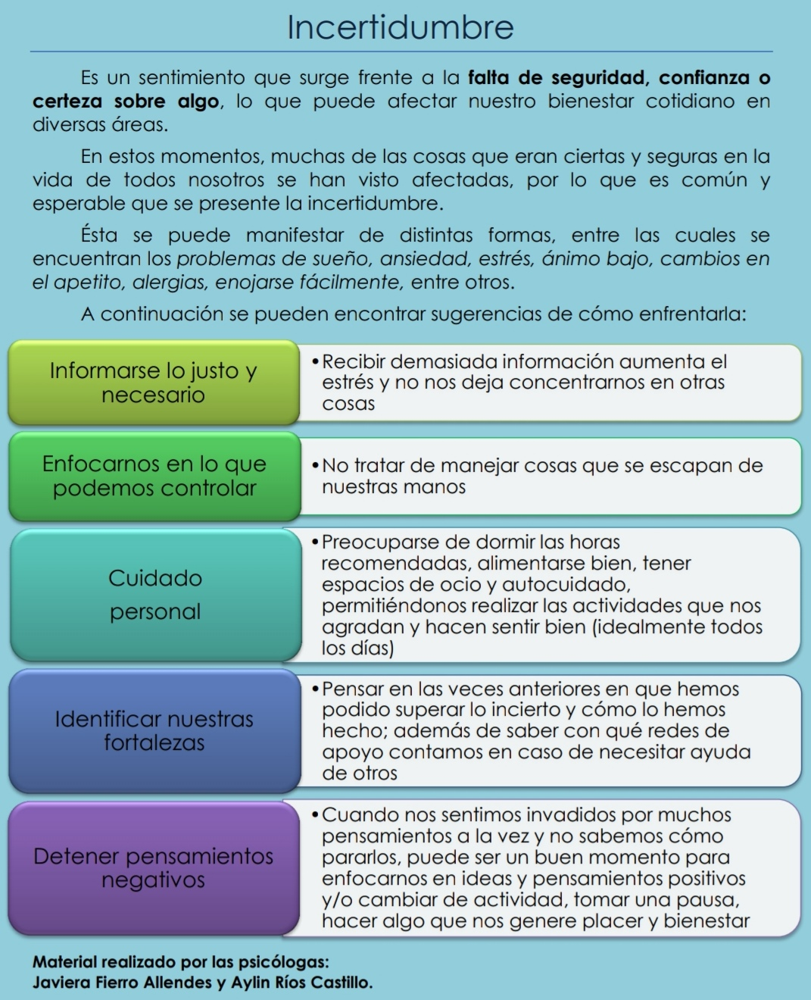 Incertidumbre
Es un sentimiento que surge frente a la falta de seguridad, confianza o
certeza sobre algo, lo que puede afectar nuestro bienestar cotidiano en
diversas áreas.
En estos momentos, muchas de las cosas que eran ciertas y seguras en la
vida de todos nosotros se han visto afectadas, por lo que es común y
esperable que se presente la incertidumbre.
Ésta se puede manifestar de distintas formas, entre las cuales se
encuentran los problemas de sueño, ansiedad, estrés, ánimo bajo, cambios en
el apetito, alergias, enojarse fácilmente, entre otros.
A continuación se pueden encontrar sugerencias de cómo enfrentarla:
Informarse lo justo y
necesario
•Recibir demasiada información aumenta el
estrés y no nos deja concentrarnos en otras
cosas
Enfocarnos en lo que
podemos controlar
•No tratar de manejar cosas que se escapan de
nuestras manos
Cuidado
personal
•Preocuparse de dormir las horas
recomendadas, alimentarse bien, tener
espacios de ocio y autocuidado,
permitiéndonos realizar las actividades que nos
agradan y hacen sentir bien (idealmente todos
los días)
Identificar nuestras
fortalezas
•Pensar en las veces anteriores en que hemos
podido superar lo incierto y cómo lo hemos
hecho; además de saber con qué redes de
apoyo contamos en caso de necesitar ayuda
de otros
Detener pensamientos
negativos
•Cuando nos sentimos invadidos por muchos
pensamientos a la vez y no sabemos cómo
pararlos, puede ser un buen momento para
enfocarnos en ideas y pensamientos positivos
y/o cambiar de actividad, tomar una pausa,
hacer algo que nos genere placer y bienestar
Material realizado por las psicólogas:
Javiera Fierro Allendes y Aylin Ríos Castillo.